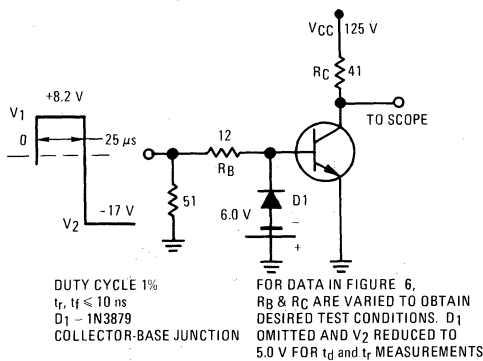 VCC 125 V
RC 41
+8.2 V
V1
TO SCOPE
0
25 µs
12
RB
D1
51
-17 V
6.0 V
V2
−
+
DUTY CYCLE 1%
tr, tf ⩽ 10 ns
D1 – 1N3879
COLLECTOR-BASE JUNCTION
FOR DATA IN FIGURE 6,
RB & RC ARE VARIED TO OBTAIN
DESIRED TEST CONDITIONS. D1
OMITTED AND V2 REDUCED TO
5.0 V FOR td and tr MEASUREMENTS